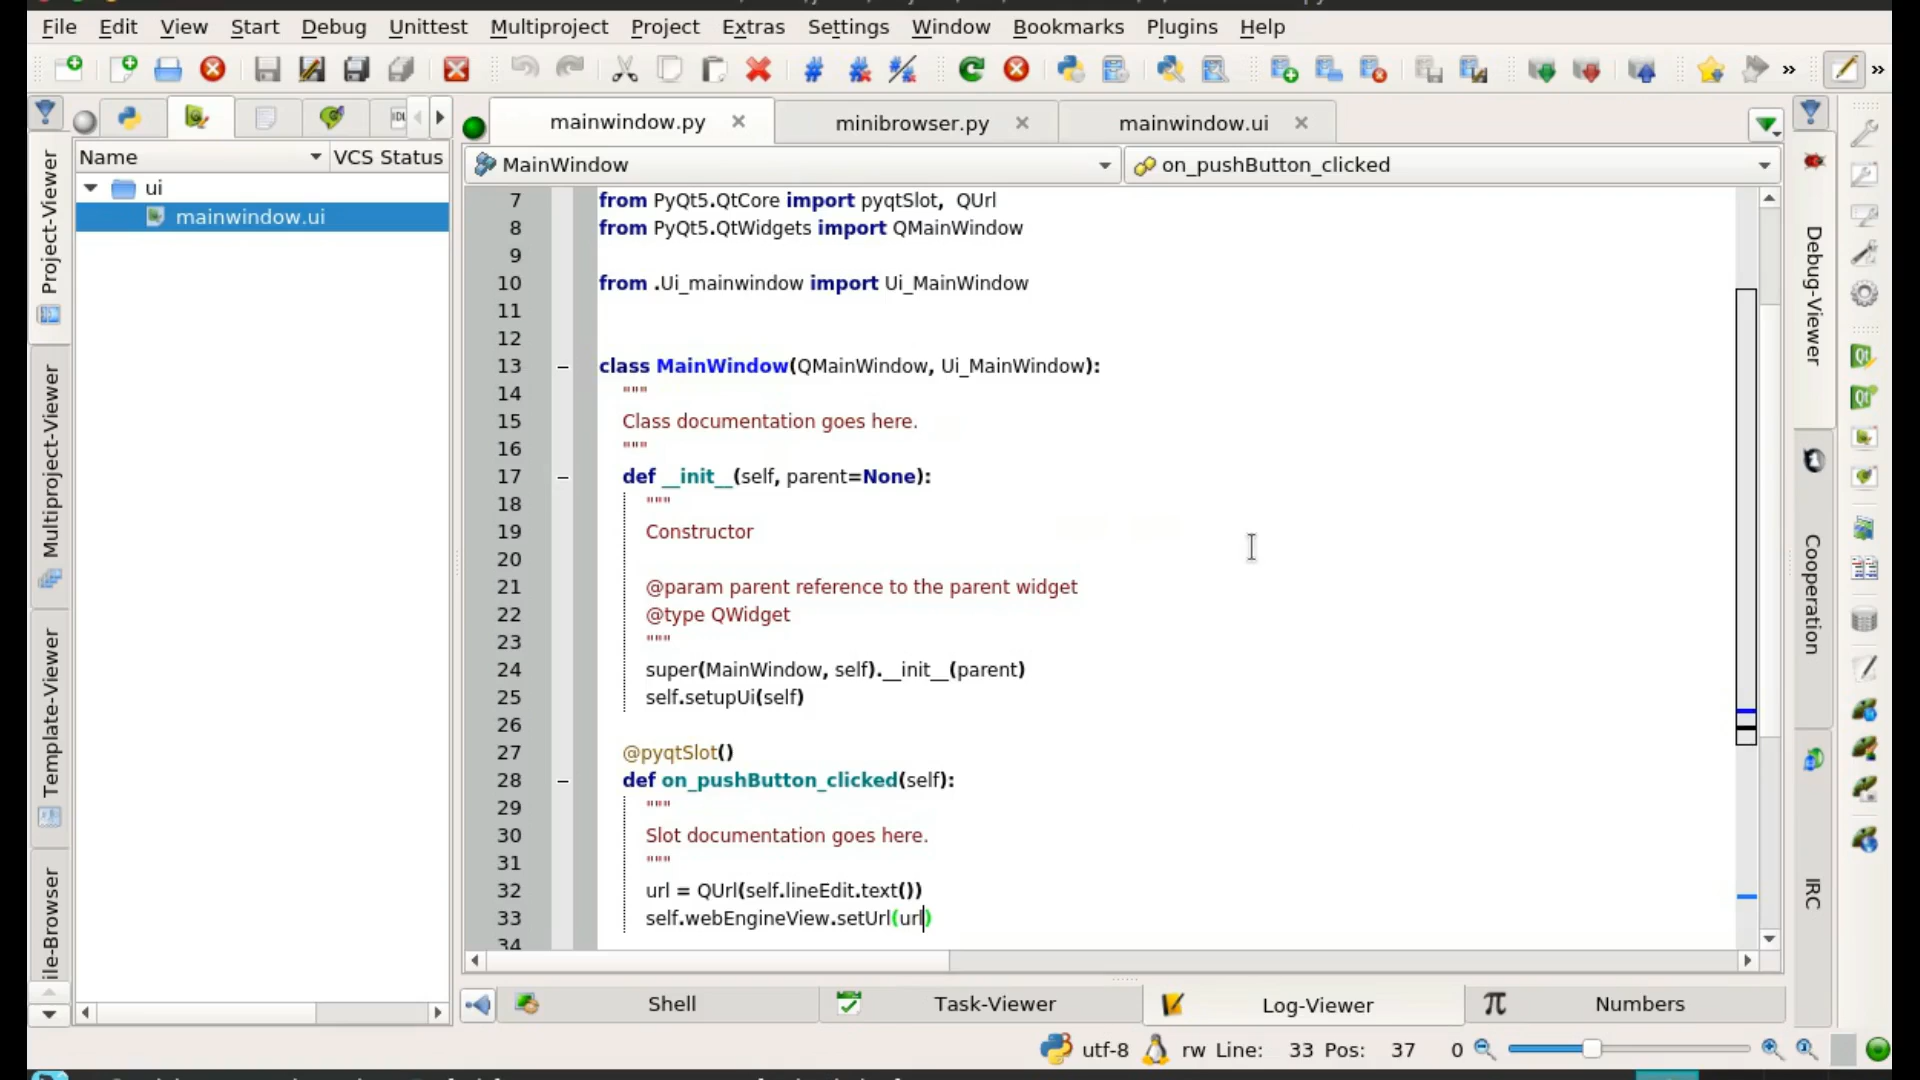 File Edit View Start Debug Unittest Multiproject Project Extras Settings Window Bookmarks Plugins Help
mainwindow.py minibrowser.py mainwindow.ui
Name VCS Status
MainWindow on_pushButton_clicked
ui
mainwindow.ui
Project-Viewer
Multiproject-Viewer
Template-Viewer
ile-Browser
7 from PyQt5.QtCore import pyqtSlot, QUrl
8 from PyQt5.QtWidgets import QMainWindow
9
10 from .Ui_mainwindow import Ui_MainWindow
11
12
13 class MainWindow(QMainWindow, Ui_MainWindow):
14 """
15 Class documentation goes here.
16 """
17 def __init__(self, parent=None):
18 """
19 Constructor
20
21 @param parent reference to the parent widget
22 @type QWidget
23 """
24 super(MainWindow, self).__init__(parent)
25 self.setupUi(self)
26
27 @pyqtSlot()
28 def on_pushButton_clicked(self):
29 """
30 Slot documentation goes here.
31 """
32 url = QUrl(self.lineEdit.text())
33 self.webEngineView.setUrl(url)
34
Debug-Viewer
Cooperation
IRC
Shell Task-Viewer Log-Viewer Numbers
utf-8 rw Line: 33 Pos: 37 0